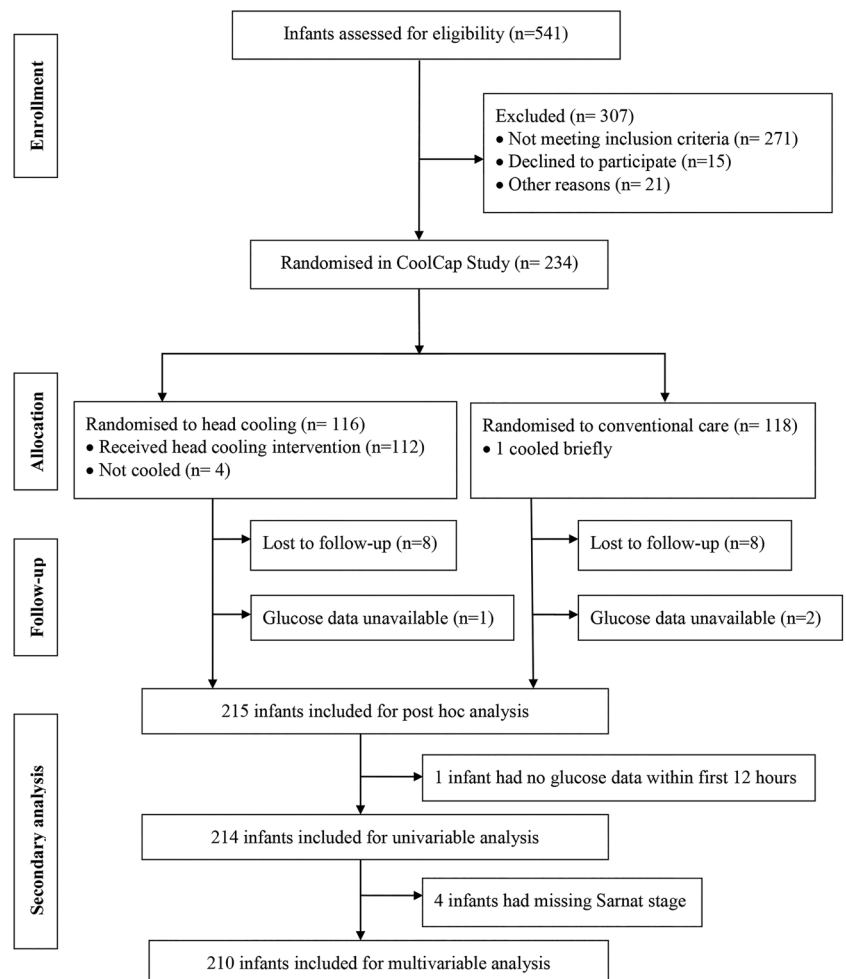 Enrollment
Infants assessed for eligibility (n=541)
Excluded (n= 307)
● Not meeting inclusion criteria (n= 271)
● Declined to participate (n=15)
● Other reasons (n= 21)
Randomised in CoolCap Study (n= 234)
Allocation
Randomised to head cooling (n= 116)
● Received head cooling intervention (n=112)
● Not cooled (n= 4)
Randomised to conventional care (n= 118)
● 1 cooled briefly
Follow-up
Lost to follow-up (n=8)
Lost to follow-up (n=8)
Glucose data unavailable (n=1)
Glucose data unavailable (n=2)
Secondary analysis
215 infants included for post hoc analysis
1 infant had no glucose data within first 12 hours
214 infants included for univariable analysis
4 infants had missing Sarnat stage
210 infants included for multivariable analysis